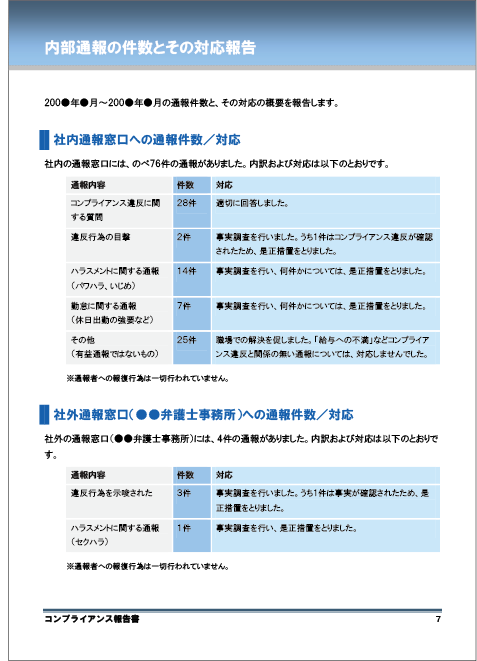 内部通報の件数とその対応報告
200●年●月～200●年●月の通報件数と、その対応の概要を報告します。
社内通報窓口への通報件数／対応
社内の通報窓口には、のべ76件の通報がありました。内訳および対応は以下のとおりです。
通報内容 件数 対応
コンプライアンス違反に関 28件 適切に回答しました。
する質問
違反行為の目撃 2件 事実調査を行いました。うち1件はコンプライアンス違反が確認
されたため、是正措置をとりました。
ハラスメントに関する通報 14件 事実調査を行い、何件かについては、是正措置をとりました。
（パワハラ、いじめ）
勤怠に関する通報 7件 事実調査を行い、何件かについては、是正措置をとりました。
（休日出勤の強要など）
その他 25件 職場での解決を促しました。「給与への不満」などコンプライア
（有益通報ではないもの） ンス違反と関係の無い通報については、対応しませんでした。
※通報者への報復行為は一切行われていません。
社外通報窓口（●●弁護士事務所）への通報件数／対応
社外の通報窓口（●●弁護士事務所）には、4件の通報がありました。内訳および対応は以下のとおりで
す。
通報内容 件数 対応
違反行為を示唆された 3件 事実調査を行いました。うち1件は事実が確認されたため、是
正措置をとりました。
ハラスメントに関する通報 1件 事実調査を行い、是正措置をとりました。
（セクハラ）
※通報者への報復行為は一切行われていません。
コンプライアンス報告書 7